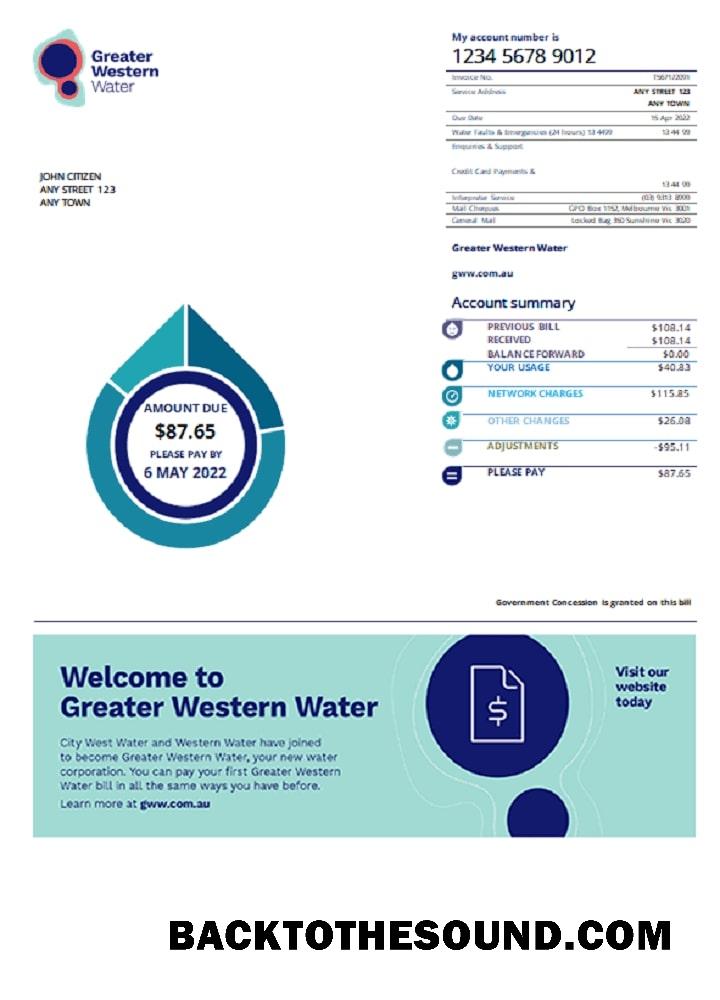 Greater
Western
Water
My account number is
1234 5678 9012
Invoice No.
Service Address ANY STREET 123
ANY TOWN
Due Date 15 Apr 2022
Water Faults & Emergencies (24 hours) 13 4499 13 44 99
Enquiries & Support
Credit Card Payments &
13 44 99
Interpreter Service (03) 9313 8999
Mail Cheques GPO Box 1152, Melbourne Vic 3001
General Mail Locked Bag 350 Sunshine Vic 3020
JOHN CITIZEN
ANY STREET 123
ANY TOWN
Greater Western Water
gww.com.au
Account summary
PREVIOUS BILL $108.14
RECEIVED $108.14
BALANCE FORWARD $0.00
YOUR USAGE $40.83
NETWORK CHARGES $115.85
OTHER CHANGES $26.08
ADJUSTMENTS -$95.11
PLEASE PAY $87.65
AMOUNT DUE
$87.65
PLEASE PAY BY
6 MAY 2022
Government Concession is granted on this bill
Welcome to
Greater Western Water
City West Water and Western Water have joined
to become Greater Western Water, your new water
corporation. You can pay your first Greater Western
Water bill in all the same ways you have before.
Learn more at gww.com.au
$
Visit our
website
today
BACKTOTHESOUND.COM